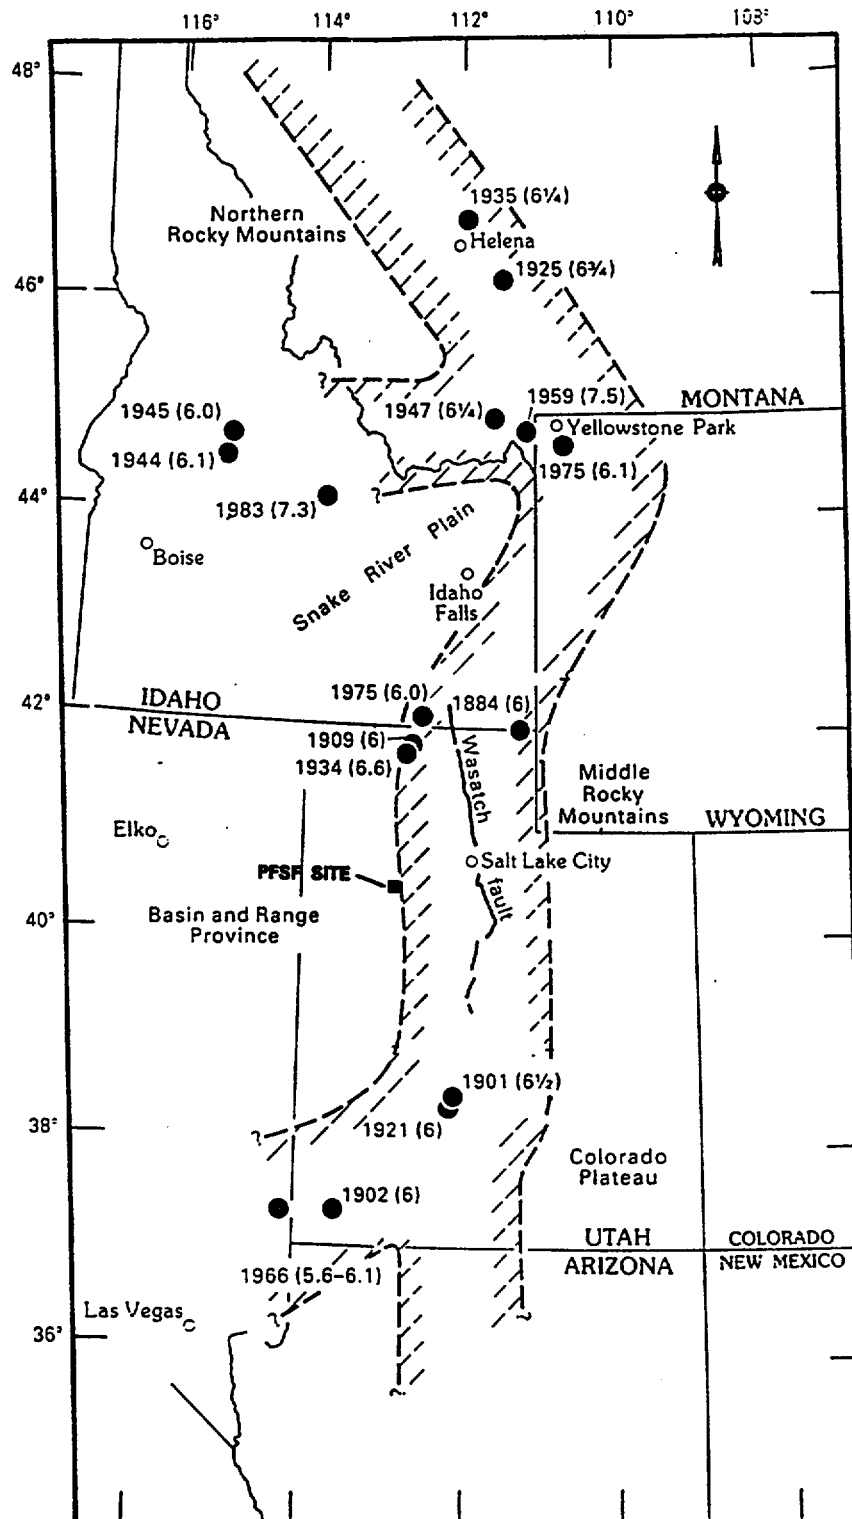 116° 114° 112° 110° 108°
48°
1935 (6¼)
Northern
Rocky Mountains
Helena
1925 (6¾)
46°
1959 (7.5)
MONTANA
1945 (6.0)
1947 (6¼)
Yellowstone Park
1944 (6.1)
1975 (6.1)
?
?
44°
1983 (7.3)
Snake River Plain
Boise
Idaho
Falls
1975 (6.0)
1884 (6)
42°
IDAHO
NEVADA
1909 (6)
1934 (6.6)
Wasatch
fault
Middle
Rocky
Mountains
WYOMING
Elko
Salt Lake City
PFSF SITE
Basin and Range
Province
40°
1901 (6½)
1921 (6)
38°
?
Colorado
Plateau
1902 (6)
UTAH
ARIZONA
COLORADO
NEW MEXICO
1966 (5.6–6.1)
Las Vegas
?
?
36°
?